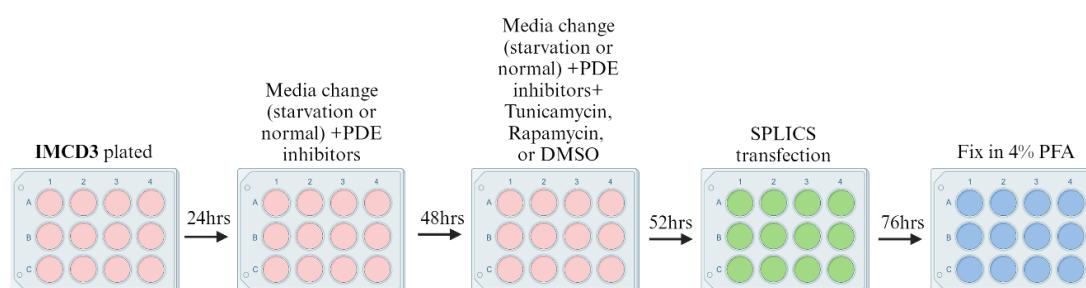 IMCD3 plated
24hrs
Media change
(starvation or
normal) +PDE
inhibitors
48hrs
Media change
(starvation or
normal) +PDE
inhibitors+
Tunicamycin,
Rapamycin,
or DMSO
52hrs
SPLICS
transfection
76hrs
Fix in 4% PFA
1 2 3 4
A
B
C
1 2 3 4
A
B
C
1 2 3 4
A
B
C
1 2 3 4
A
B
C
1 2 3 4
A
B
C